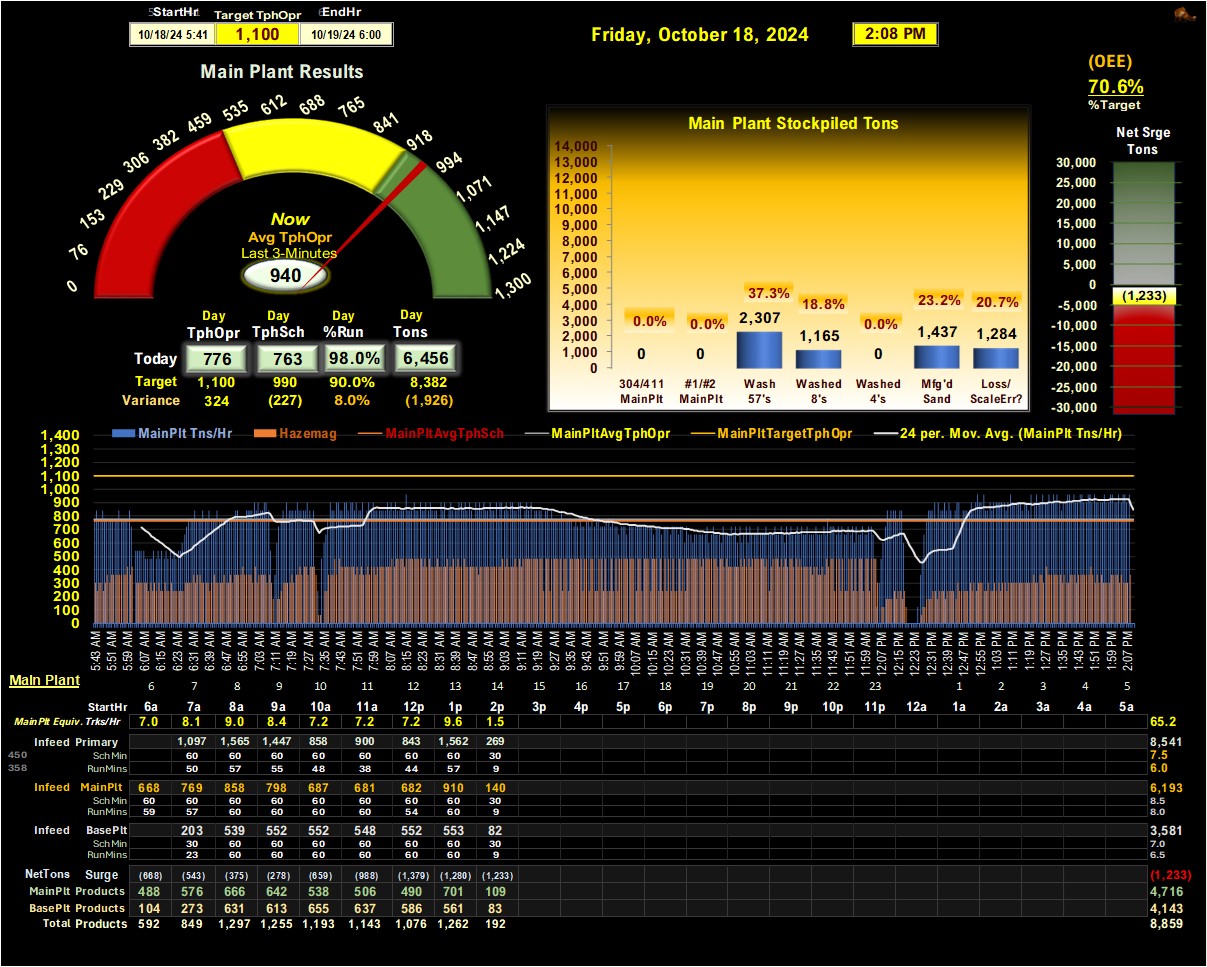 StartHr Target TphOpr EndHr
10/18/24 5:41 1,100 10/19/24 6:00
Friday, October 18, 2024 2:08 PM
(OEE)
70.6%
%Target
Main Plant Results
0 76 153 229 306 382 459 535 612 688 765 841 918 994 1,071 1,147 1,224 1,300
Now
Avg TphOpr
Last 3-Minutes
940
Day Day Day Day
TphOpr TphSch %Run Tons
Today 776 763 98.0% 6,456
Target 1,100 990 90.0% 8,382
Variance 324 (227) 8.0% (1,926)
Main Plant Stockpiled Tons
14,000
13,000
12,000
11,000
10,000
9,000
8,000
7,000
6,000
5,000
4,000
3,000
2,000
1,000
0
0.0% 0.0% 37.3% 18.8% 0.0% 23.2% 20.7%
0 0 2,307 1,165 0 1,437 1,284
304/411 #1/#2 Wash Washed Washed Mfg'd Loss/
MainPlt MainPlt 57's 8's 4's Sand ScaleErr?
Net Srge
Tons
30,000
25,000
20,000
15,000
10,000
5,000
0
(1,233)
-5,000
-10,000
-15,000
-20,000
-25,000
-30,000
MainPlt Tns/Hr Hazemag MainPltAvgTphSch MainPltAvgTphOpr MainPltTargetTphOpr 24 per. Mov. Avg. (MainPlt Tns/Hr)
1,400
1,300
1,200
1,100
1,000
900
800
700
600
500
400
300
200
100
0
5:43 AM 5:51 AM 5:59 AM 6:07 AM 6:15 AM 6:23 AM 6:31 AM 6:39 AM 6:47 AM 6:55 AM 7:03 AM 7:11 AM 7:19 AM 7:27 AM 7:35 AM 7:43 AM 7:51 AM 7:59 AM 8:07 AM 8:15 AM 8:23 AM 8:31 AM 8:39 AM 8:47 AM 8:55 AM 9:03 AM 9:11 AM 9:19 AM 9:27 AM 9:35 AM 9:43 AM 9:51 AM 9:59 AM 10:07 AM 10:15 AM 10:23 AM 10:31 AM 10:39 AM 10:47 AM 10:55 AM 11:03 AM 11:11 AM 11:19 AM 11:27 AM 11:35 AM 11:43 AM 11:51 AM 11:59 AM 12:07 PM 12:15 PM 12:23 PM 12:31 PM 12:39 PM 12:47 PM 12:55 PM 1:03 PM 1:11 PM 1:19 PM 1:27 PM 1:35 PM 1:43 PM 1:51 PM 1:59 PM 2:07 PM
Main Plant 6 7 8 9 10 11 12 13 14 15 16 17 18 19 20 21 22 23 1 2 3 4 5
StartHr 6a 7a 8a 9a 10a 11a 12p 1p 2p 3p 4p 5p 6p 7p 8p 9p 10p 11p 12a 1a 2a 3a 4a 5a
MainPlt Equiv. Trks/Hr 7.0 8.1 9.0 8.4 7.2 7.2 7.2 9.6 1.5 65.2
Infeed Primary 1,097 1,565 1,447 858 900 843 1,562 269 8,541
450 Sch Min 60 60 60 60 60 60 60 30 7.5
358 RunMins 50 57 55 48 38 44 57 9 6.0
Infeed MainPlt 668 769 858 798 687 681 682 910 140 6,193
Sch Min 60 60 60 60 60 60 60 60 30 8.5
RunMins 59 57 60 60 60 60 54 60 9 8.0
Infeed BasePlt 203 539 552 552 548 552 553 82 3,581
Sch Min 30 60 60 60 60 60 60 30 7.0
RunMins 23 60 60 60 60 60 60 9 6.5
NetTons Surge (668) (543) (375) (278) (659) (988) (1,379) (1,280) (1,233) (1,233)
MainPlt Products 488 576 666 642 538 506 490 701 109 4,716
BasePlt Products 104 273 631 613 655 637 586 561 83 4,143
Total Products 592 849 1,297 1,255 1,193 1,143 1,076 1,262 192 8,859